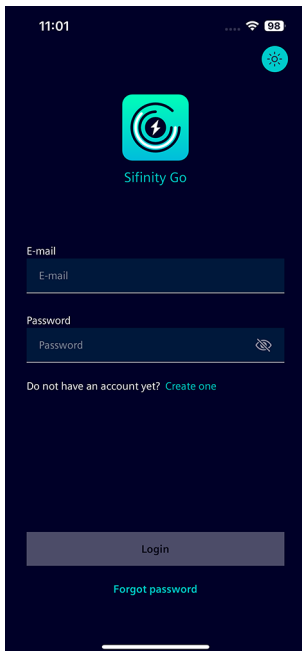 11:01
98
Sifinity Go
E-mail
E-mail
Password
Password
Do not have an account yet? Create one
Login
Forgot password